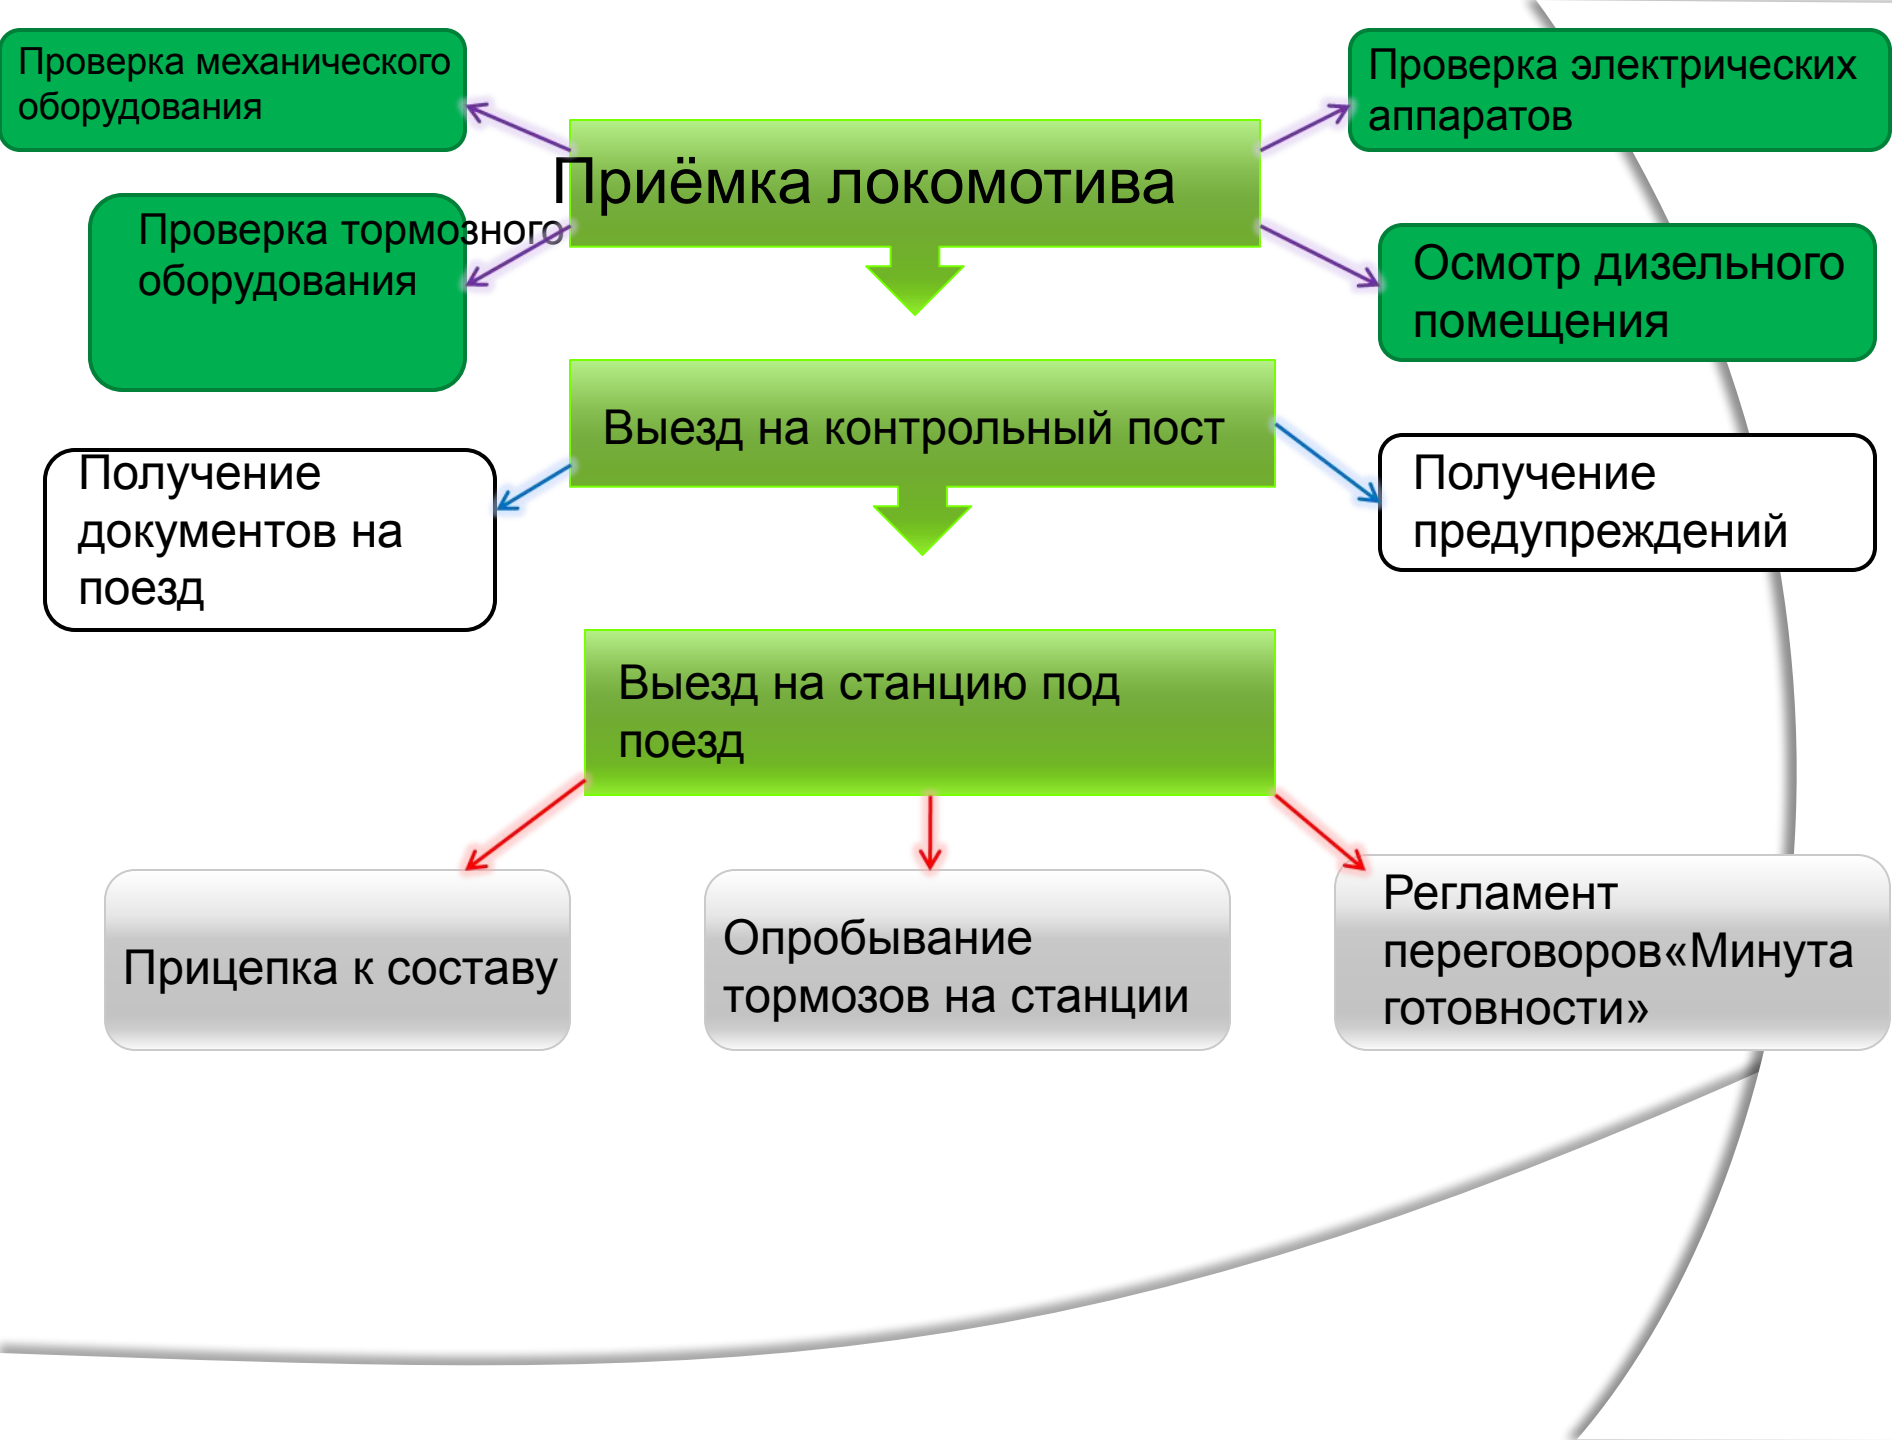 Проверка механического
оборудования
Проверка электрических
аппаратов
Приёмка локомотива
Проверка тормозного
оборудования
Осмотр дизельного
помещения
Выезд на контрольный пост
Получение
документов на
поезд
Получение
предупреждений
Выезд на станцию под
поезд
Прицепка к составу
Опробывание
тормозов на станции
Регламент
переговоров«Минута
готовности»